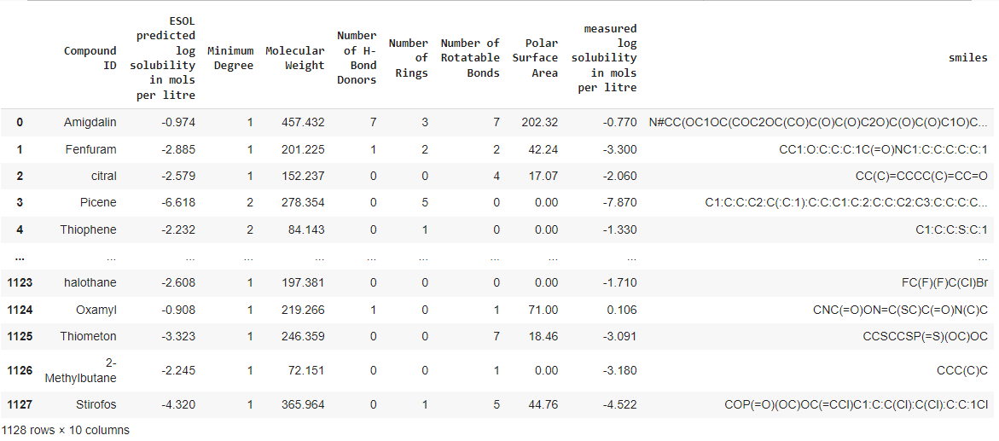 Compound ID ESOL predicted log solubility in mols per litre Minimum Degree Molecular Weight Number of H-Bond Donors Number of Rings Number of Rotatable Bonds Polar Surface Area measured log solubility in mols per litre smiles
0 Amigdalin -0.974 1 457.432 7 3 7 202.32 -0.770 N#CC(OC1OC(COC2OC(CO)C(O)C(O)C2O)C(O)C(O)C1O)C...
1 Fenfuram -2.885 1 201.225 1 2 2 42.24 -3.300 CC1:O:C:C:C:1C(=O)NC1:C:C:C:C:C:1
2 citral -2.579 1 152.237 0 0 4 17.07 -2.060 CC(C)=CCCC(C)=CC=O
3 Picene -6.618 2 278.354 0 5 0 0.00 -7.870 C1:C:C:C2:C(:C:1):C:C:C1:C:2:C:C:C2:C3:C:C:C:C...
4 Thiophene -2.232 2 84.143 0 1 0 0.00 -1.330 C1:C:C:S:C:1
... ... ... ... ... ... ... ... ... ... ...
1123 halothane -2.608 1 197.381 0 0 0 0.00 -1.710 FC(F)(F)C(Cl)Br
1124 Oxamyl -0.908 1 219.266 1 0 1 71.00 0.106 CNC(=O)ON=C(SC)C(=O)N(C)C
1125 Thiometon -3.323 1 246.359 0 0 7 18.46 -3.091 CCSCCSP(=S)(OC)OC
1126 2-Methylbutane -2.245 1 72.151 0 0 1 0.00 -3.180 CCC(C)C
1127 Stirofos -4.320 1 365.964 0 1 5 44.76 -4.522 COP(=O)(OC)OC(=CCl)C1:C:C(Cl):C(Cl):C:C:1Cl
1128 rows × 10 columns